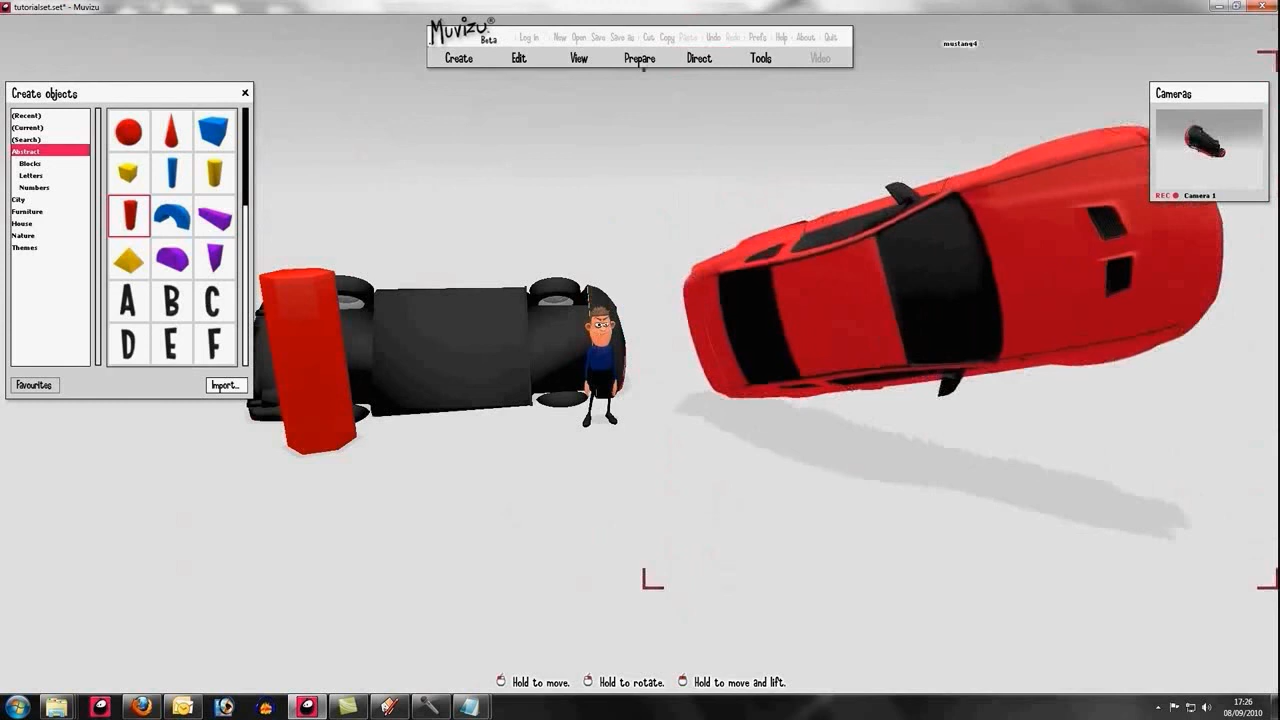 tutorialset.set* - Muvizu
Muvizu®
Beta
Log in New Open Save Save as Cut Copy Paste Undo Redo Prefs Help About Quit
Create Edit View Prepare Direct Tools Video
mustang4
Create objects
(Recent)
(Current)
(Search)
Abstract
Blocks
Letters
Numbers
City
Furniture
House
Nature
Themes
A B C
D E F
Favourites
Import...
Cameras
REC Camera 1
Hold to move. Hold to rotate. Hold to move and lift.
17:26
08/09/2010